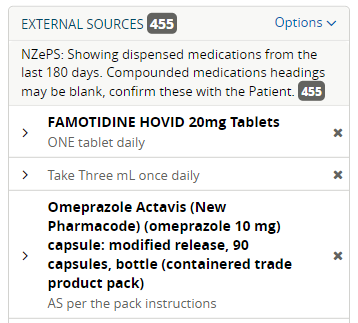 EXTERNAL SOURCES 455 Options
NZePS: Showing dispensed medications from the
last 180 days. Compounded medications headings
may be blank, confirm these with the Patient. 455
FAMOTIDINE HOVID 20mg Tablets
ONE tablet daily
Take Three mL once daily
Omeprazole Actavis (New
Pharmacode) (omeprazole 10 mg)
capsule: modified release, 90
capsules, bottle (containered trade
product pack)
AS per the pack instructions